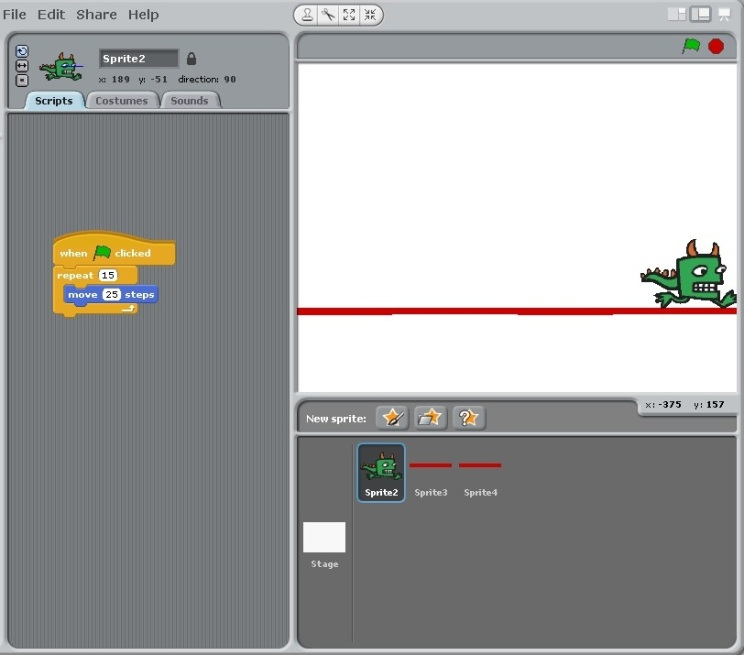 File Edit Share Help
Sprite2
x: 189 y: -51 direction: 90
Scripts Costumes Sounds
when clicked
repeat 15
move 25 steps
x: -375 y: 157
New sprite:
Sprite2 Sprite3 Sprite4
Stage